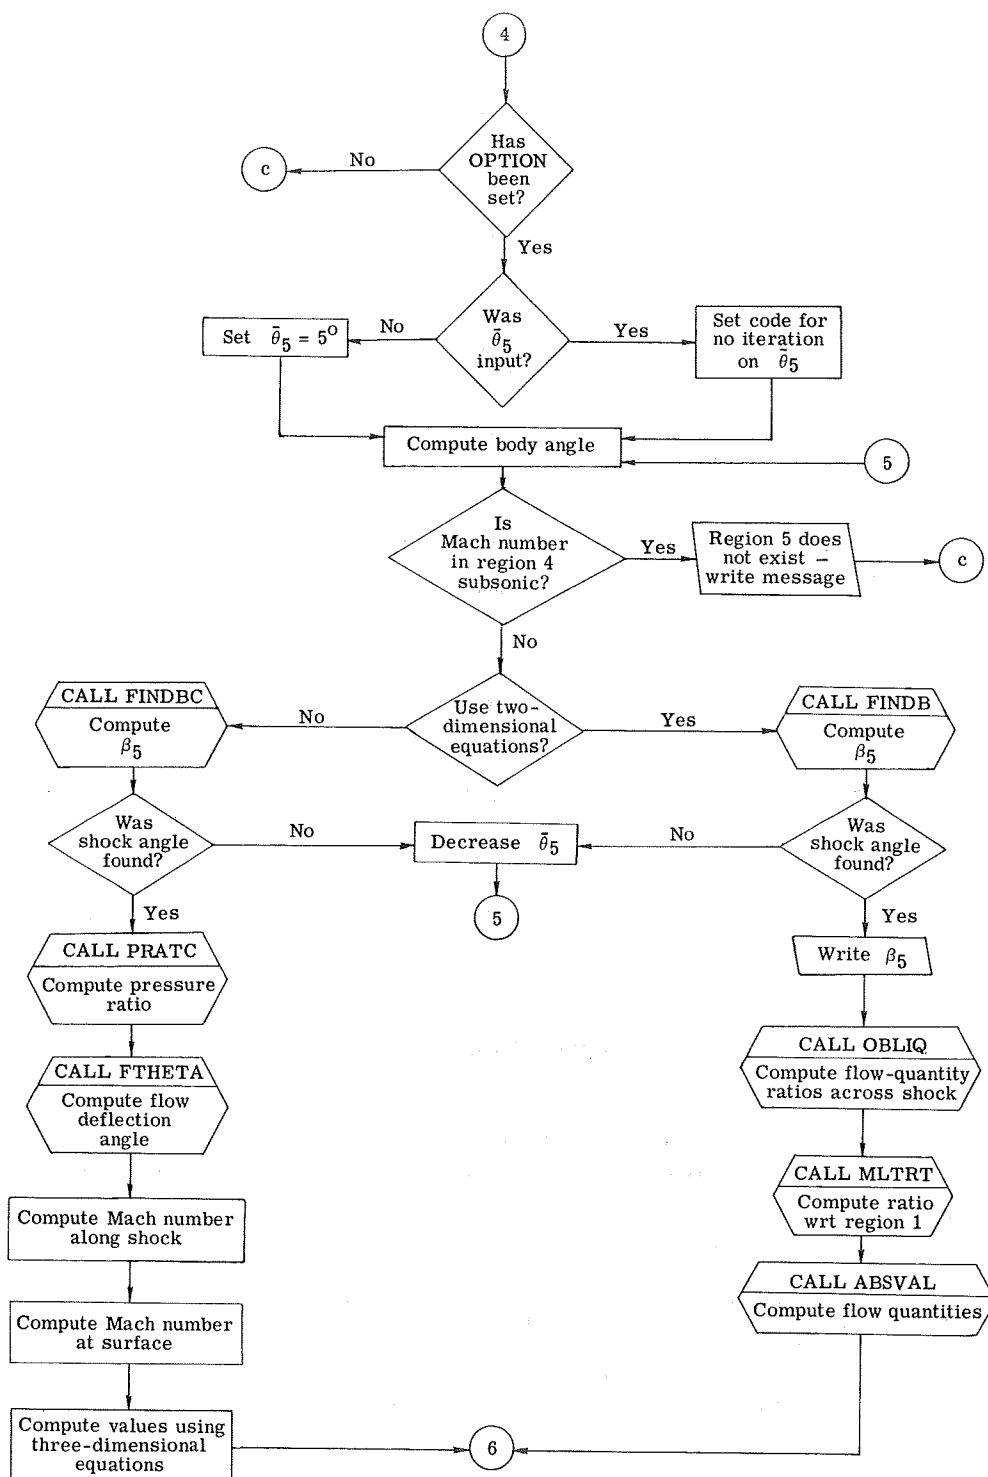 4
Has
OPTION
been
set?
No
c
Yes
Was
θ̄5
input?
No
Set θ̄5 = 5⁰
Yes
Set code for
no iteration
on θ̄5
Compute body angle
5
Is
Mach number
in region 4
subsonic?
Yes
Region 5 does
not exist –
write message
c
No
Use two-
dimensional
equations?
No
CALL FINDBC
Compute
β5
Yes
CALL FINDB
Compute
β5
Was
shock angle
found?
No
Decrease θ̄5
5
No
Was
shock angle
found?
Yes
CALL PRATC
Compute pressure
ratio
CALL FTHETA
Compute flow
deflection
angle
Compute Mach number
along shock
Compute Mach number
at surface
Compute values using
three-dimensional
equations
Yes
Write β5
CALL OBLIQ
Compute flow-quantity
ratios across shock
CALL MLTRT
Compute ratio
wrt region 1
CALL ABSVAL
Compute flow quantities
6